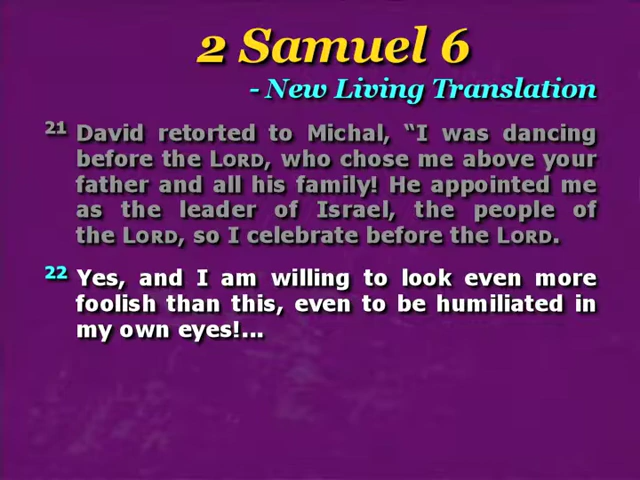 2 Samuel 6
- New Living Translation
21 David retorted to Michal, “I was dancing
before the LORD, who chose me above your
father and all his family! He appointed me
as the leader of Israel, the people of
the LORD, so I celebrate before the LORD.
22 Yes, and I am willing to look even more
foolish than this, even to be humiliated in
my own eyes!...